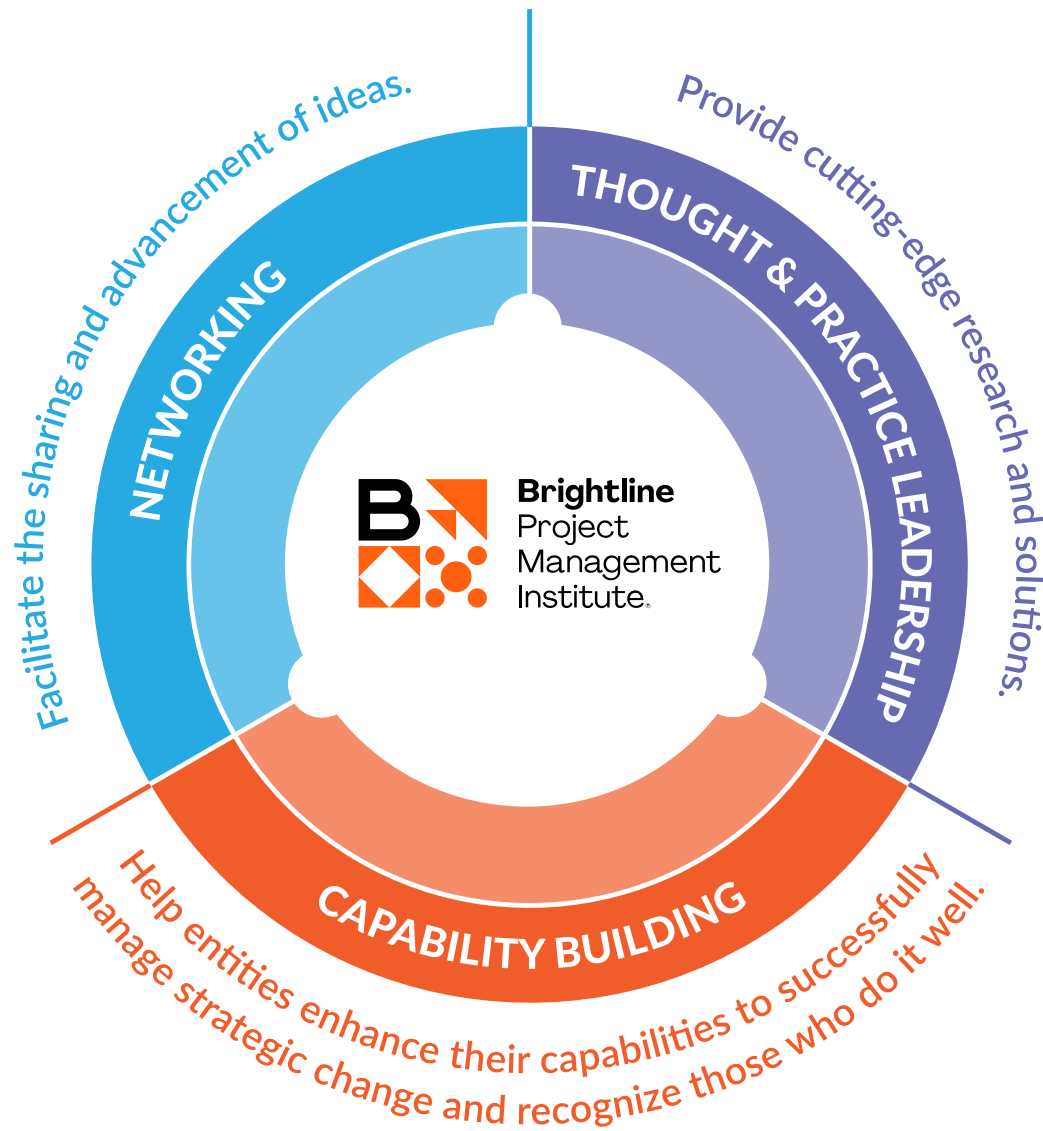 Facilitate the sharing and advancement of ideas.
NETWORKING
Provide cutting-edge research and solutions.
THOUGHT & PRACTICE LEADERSHIP
B
Brightline
Project
Management
Institute®
CAPABILITY BUILDING
Help entities enhance their capabilities to successfully
manage strategic change and recognize those who do it well.